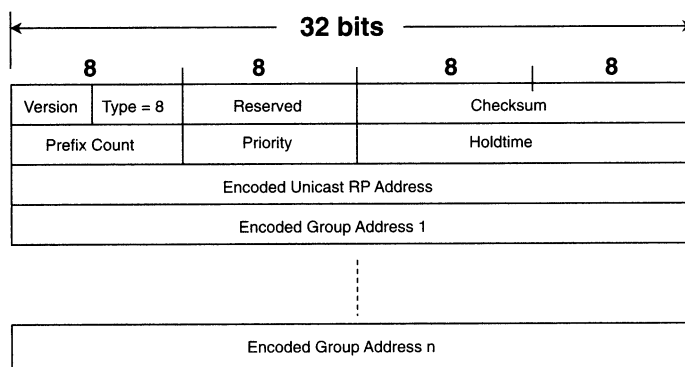 32 bits
8 8 8 8
Version Type = 8 Reserved Checksum
Prefix Count Priority Holdtime
Encoded Unicast RP Address
Encoded Group Address 1
Encoded Group Address n